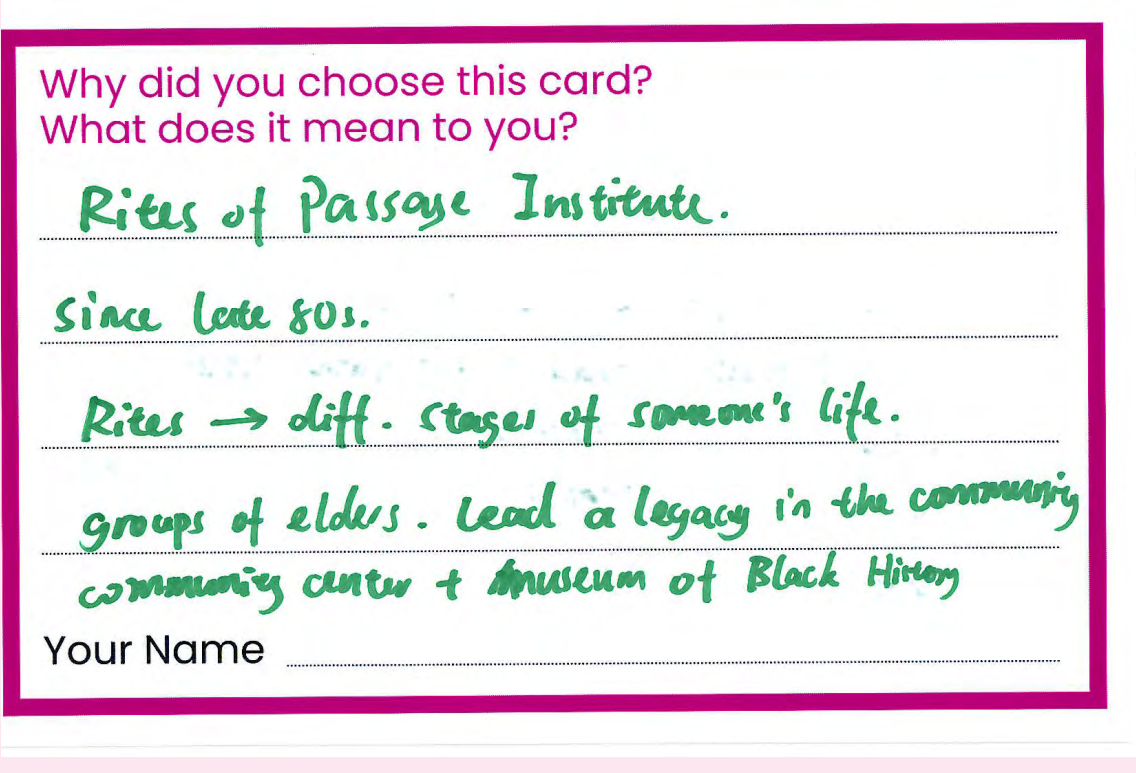 Why did you choose this card?
What does it mean to you?
Rites of Passage Institute.
since late 80s.
Rites → diff. stages of someone's life.
groups of elders. Lead a legacy in the community
community center + museum of Black History
Your Name